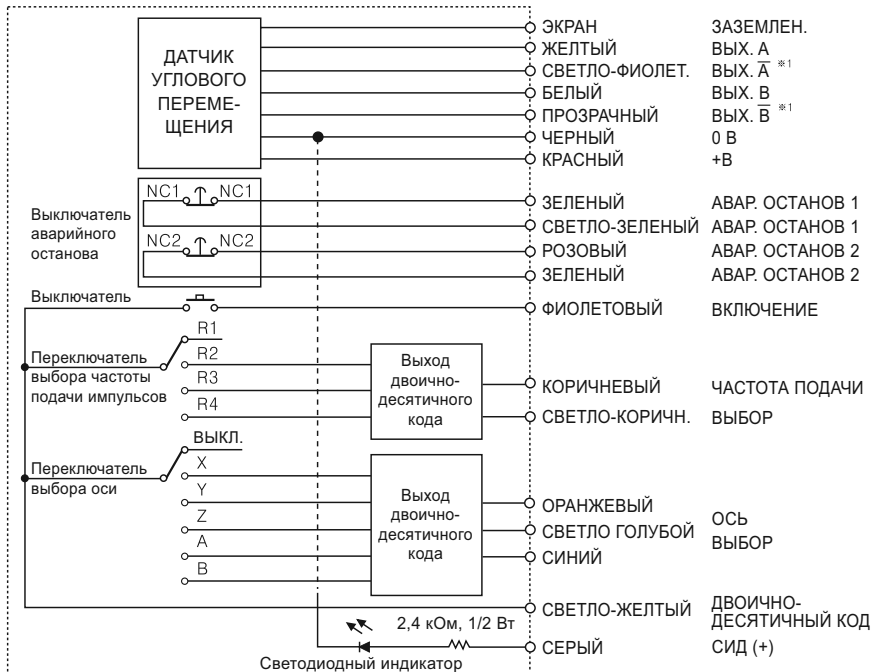 ДАТЧИК
УГЛОВОГО
ПЕРЕМЕ-
ЩЕНИЯ
ЭКРАН ЗАЗЕМЛЕН.
ЖЕЛТЫЙ ВЫХ. A
СВЕТЛО-ФИОЛЕТ. ВЫХ. A̅ ※1
БЕЛЫЙ ВЫХ. B
ПРОЗРАЧНЫЙ ВЫХ. B̅ ※1
ЧЕРНЫЙ 0 В
КРАСНЫЙ +В
Выключатель
аварийного
останова
NC1 NC1
NC2 NC2
ЗЕЛЕНЫЙ АВАР. ОСТАНОВ 1
СВЕТЛО-ЗЕЛЕНЫЙ АВАР. ОСТАНОВ 1
РОЗОВЫЙ АВАР. ОСТАНОВ 2
ЗЕЛЕНЫЙ АВАР. ОСТАНОВ 2
Выключатель
ФИОЛЕТОВЫЙ ВКЛЮЧЕНИЕ
Переключатель
выбора частоты
подачи импульсов
R1
R2
R3
R4
Выход
двоично-
десятичного
кода
КОРИЧНЕВЫЙ ЧАСТОТА ПОДАЧИ
СВЕТЛО-КОРИЧН. ВЫБОР
Переключатель
выбора оси
ВЫКЛ.
X
Y
Z
A
B
Выход
двоично-
десятичного
кода
ОРАНЖЕВЫЙ
СВЕТЛО ГОЛУБОЙ
СИНИЙ
ОСЬ
ВЫБОР
СВЕТЛО-ЖЕЛТЫЙ ДВОИЧНО-
ДЕСЯТИЧНЫЙ КОД
2,4 кОм, 1/2 Вт
СЕРЫЙ СИД (+)
Светодиодный индикатор